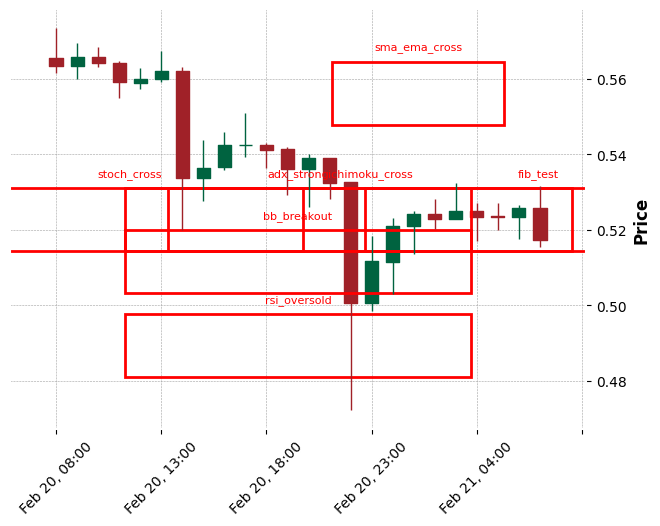 sma_ema_cross
0.56
0.54
stoch_cross
adx_strong
ichimoku_cross
fib_test
bb_breakout
0.52
Price
rsi_oversold
0.50
0.48
Feb 20, 08:00
Feb 20, 13:00
Feb 20, 18:00
Feb 20, 23:00
Feb 21, 04:00